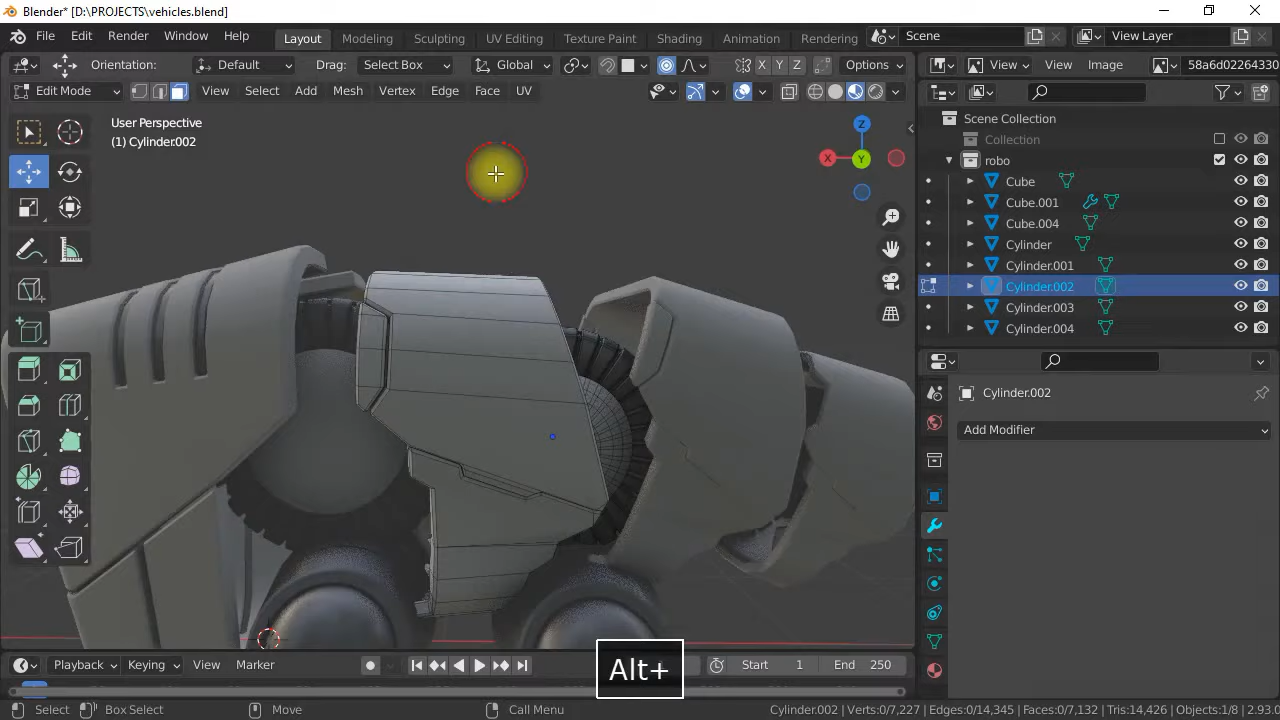 Blender* [D:\PROJECTS\vehicles.blend]
File Edit Render Window Help Layout Modeling Sculpting UV Editing Texture Paint Shading Animation Rendering Scene View Layer
Orientation: Default Drag: Select Box Global X Y Z Options View View Image 58a6d02264330
Edit Mode View Select Add Mesh Vertex Edge Face UV
User Perspective
(1) Cylinder.002
Z
X
Y
Scene Collection
Collection
robo
Cube
Cube.001
Cube.004
Cylinder
Cylinder.001
Cylinder.002
Cylinder.003
Cylinder.004
Cylinder.002
Add Modifier
Alt+
Playback Keying View Marker Start 1 End 250
Select Box Select Move Call Menu Cylinder.002 | Verts:0/7,227 | Edges:0/14,345 | Faces:0/7,132 | Tris:14,426 | Objects:1/8 | 2.93.0